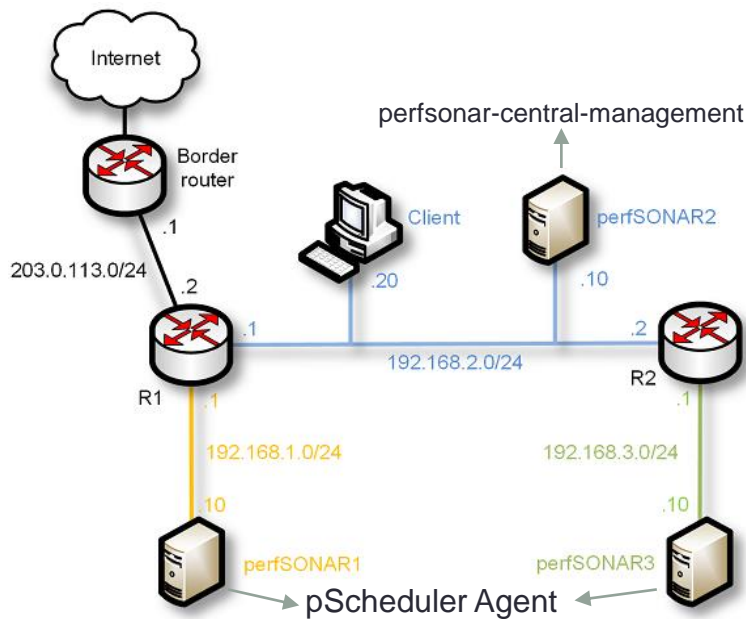 Internet
perfsonar-central-management
Border
router
Client
perfSONAR2
.1
203.0.113.0/24
.2
.20
.10
.1
.2
192.168.2.0/24
R1
R2
.1
.1
192.168.1.0/24
192.168.3.0/24
.10
.10
perfSONAR1
perfSONAR3
pScheduler Agent